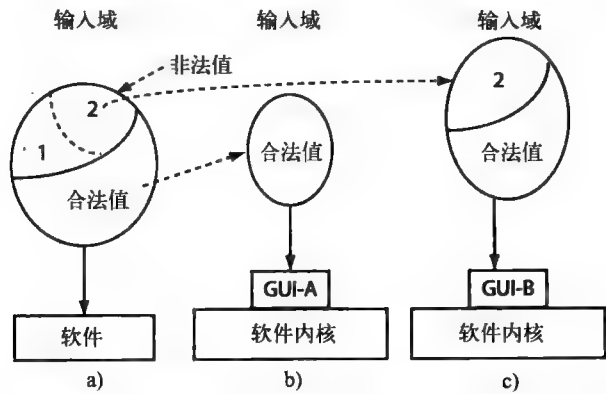 输入域 输入域 输入域
非法值
2 2
1
合法值 合法值 合法值
GUI-A GUI-B
软件 软件内核 软件内核
a) b) c)